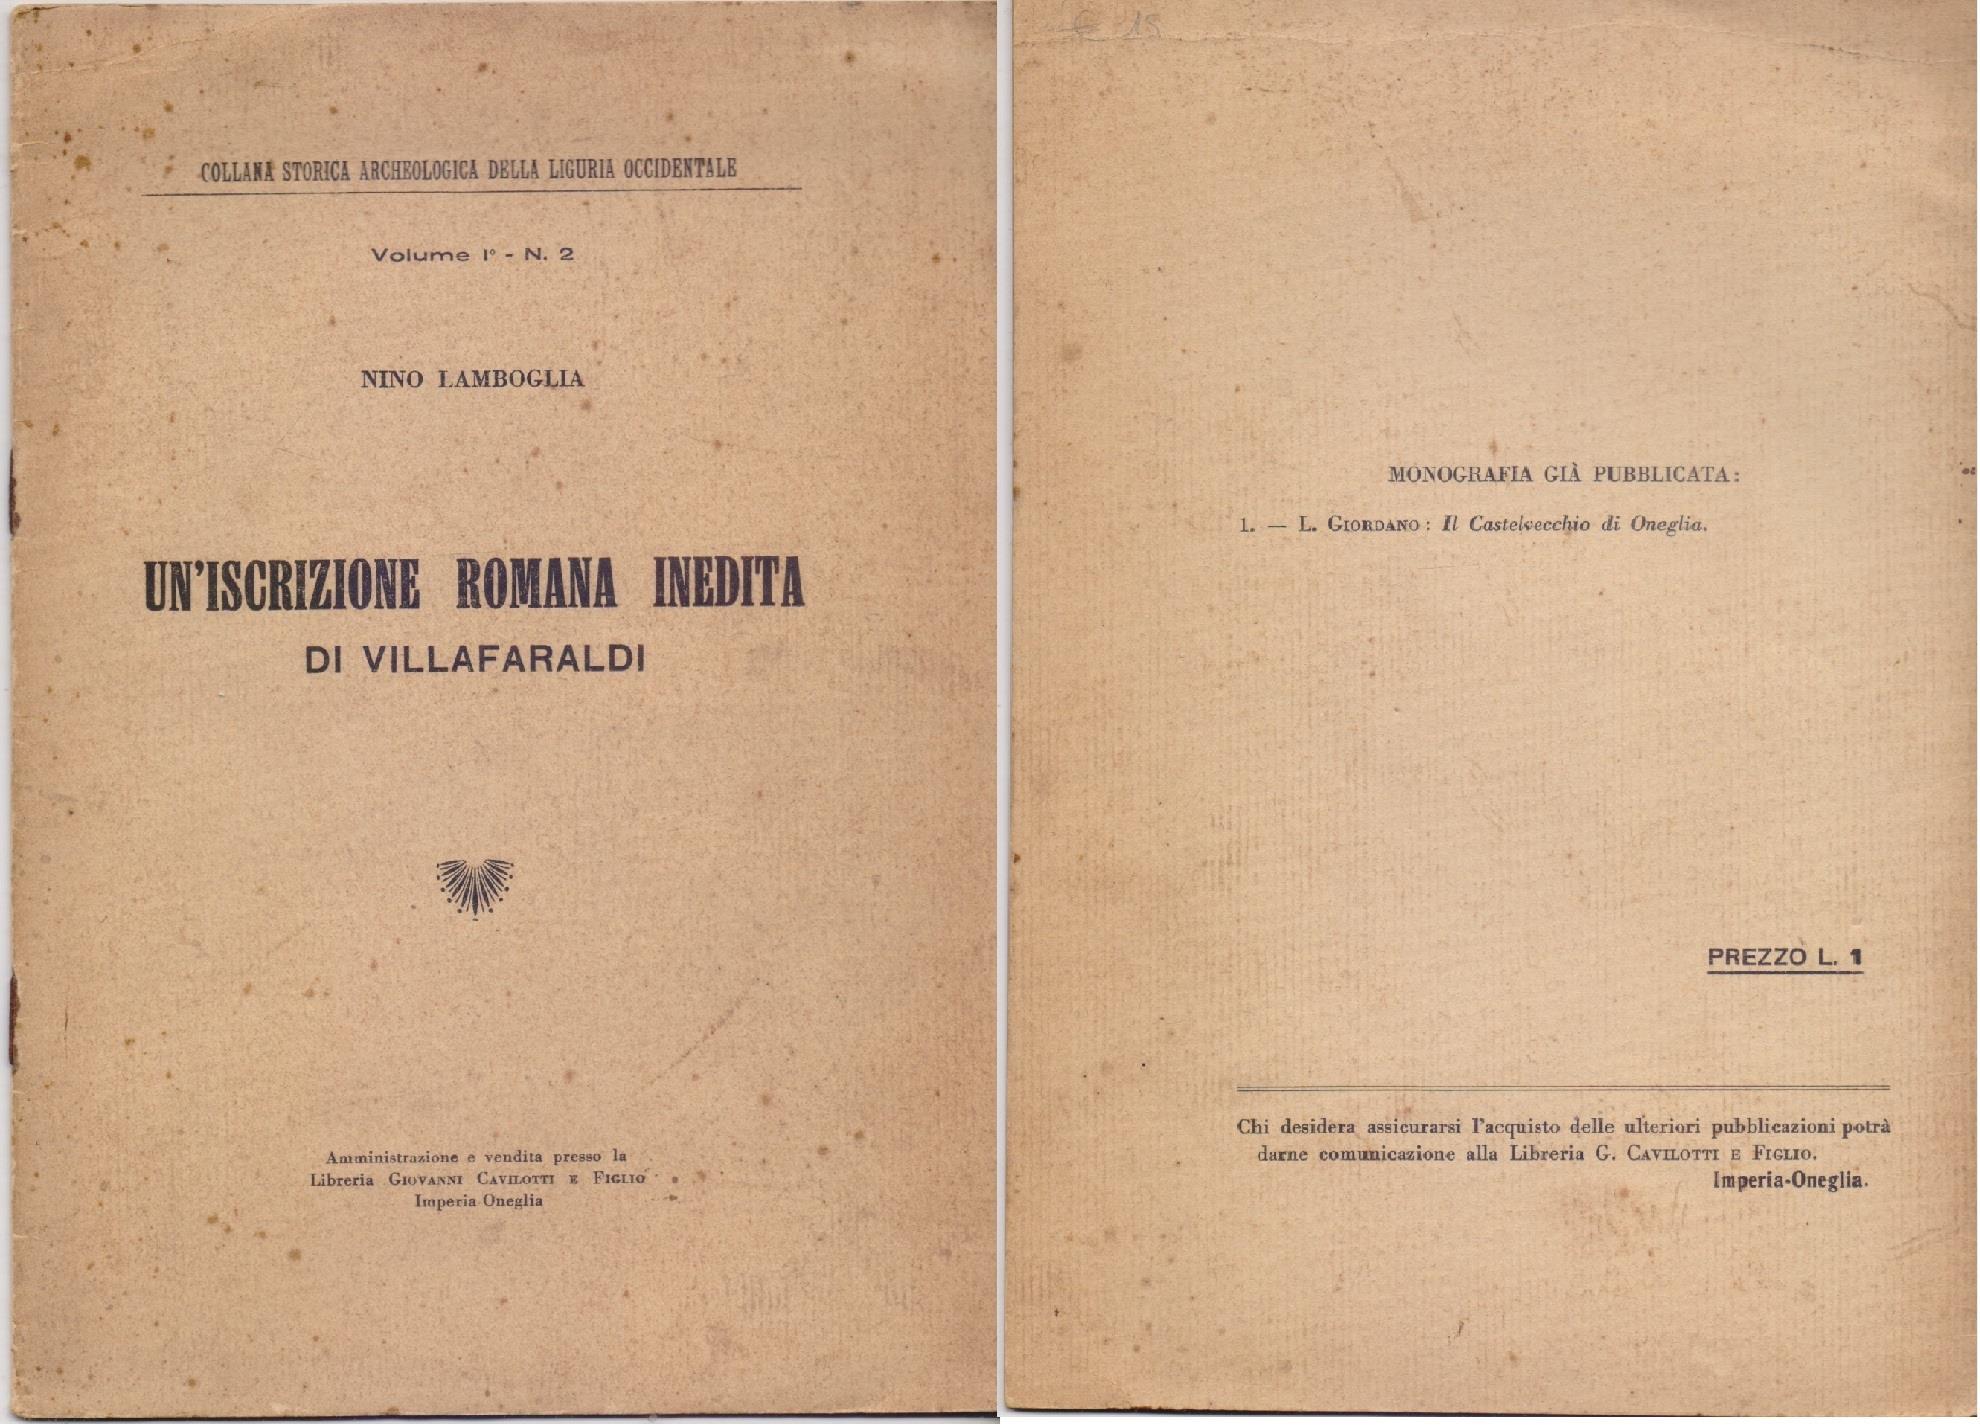 COLLANA STORICA ARCHEOLOGICA DELLA LIGURIA OCCIDENTALE
Volume I° - N. 2
NINO LAMBOGLIA
UN'ISCRIZIONE ROMANA INEDITA
DI VILLAFARALDI
Amministrazione e vendita presso la
Libreria GIOVANNI CAVILOTTI E FIGLIO
Imperia Oneglia
€ 15
MONOGRAFIA GIÀ PUBBLICATA:
1. — L. GIORDANO: Il Castelvecchio di Oneglia.
PREZZO L. 1
Chi desidera assicurarsi l'acquisto delle ulteriori pubblicazioni potrà
darne comunicazione alla Libreria G. CAVILOTTI E FIGLIO.
Imperia-Oneglia.